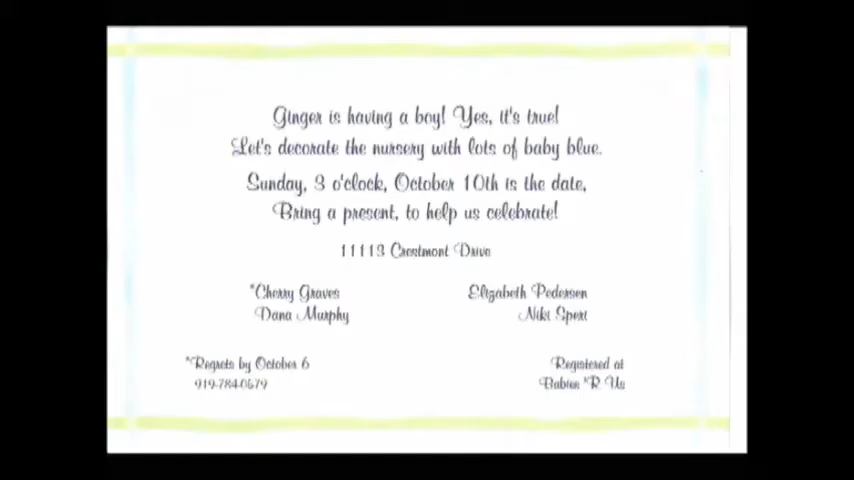 Ginger is having a boy! Yes, it's true!
Let's decorate the nursery with lots of baby blue.
Sunday, 3 o'clock, October 10th is the date,
Bring a present, to help us celebrate!
11113 Crestmont Drive
*Cherry Graves
Dana Murphy
Elizabeth Pedersen
Niki Spert
*Regrets by October 6
919-784-0679
Registered at
Babies "R Us